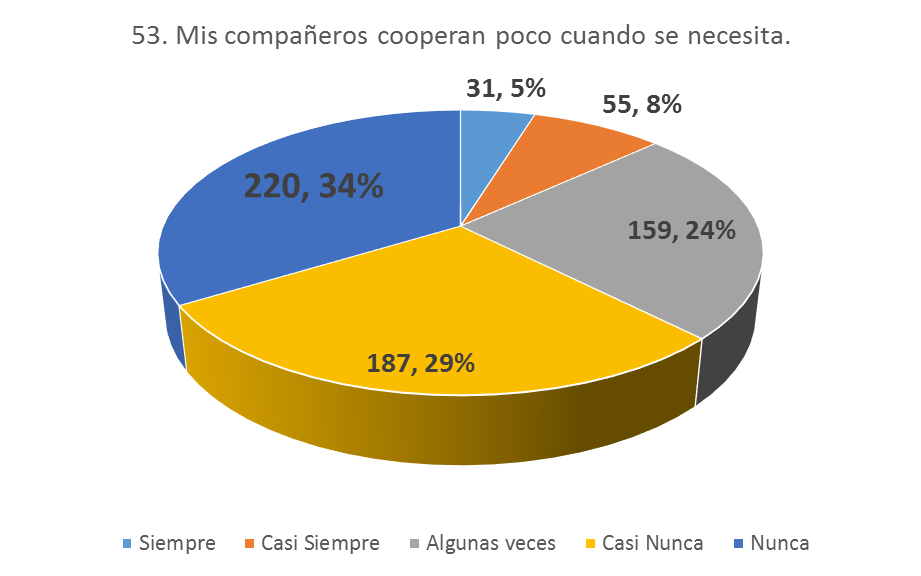 53. Mis compañeros cooperan poco cuando se necesita.
31, 5%
55, 8%
220, 34%
159, 24%
187, 29%
Siempre Casi Siempre Algunas veces Casi Nunca Nunca